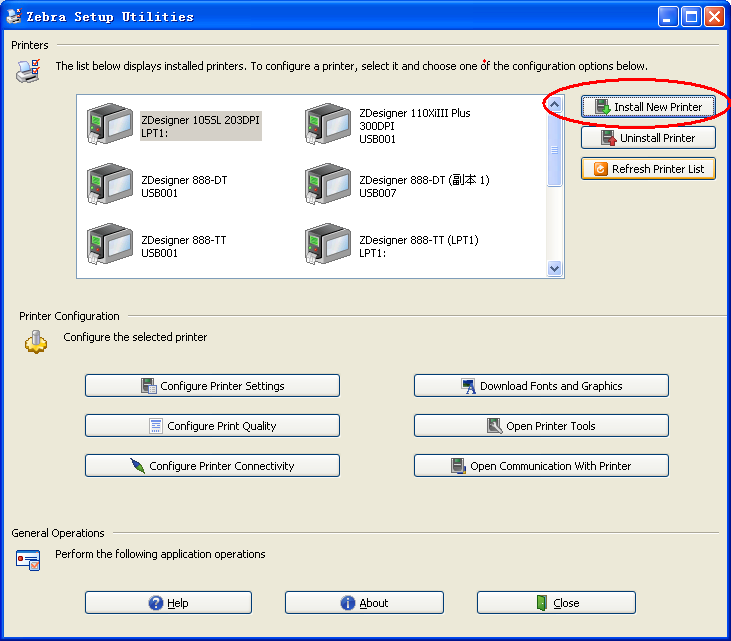 Zebra Setup Utilities
Printers
The list below displays installed printers. To configure a printer, select it and choose one of the configuration options below.
ZDesigner 105SL 203DPI
LPT1:
ZDesigner 110XiIII Plus
300DPI
USB001
ZDesigner 888-DT
USB001
ZDesigner 888-DT (副本 1)
USB007
ZDesigner 888-TT
USB001
ZDesigner 888-TT (LPT1)
LPT1:
Install New Printer
Uninstall Printer
Refresh Printer List
Printer Configuration
Configure the selected printer
Configure Printer Settings
Download Fonts and Graphics
Configure Print Quality
Open Printer Tools
Configure Printer Connectivity
Open Communication With Printer
General Operations
Perform the following application operations
Help
About
Close